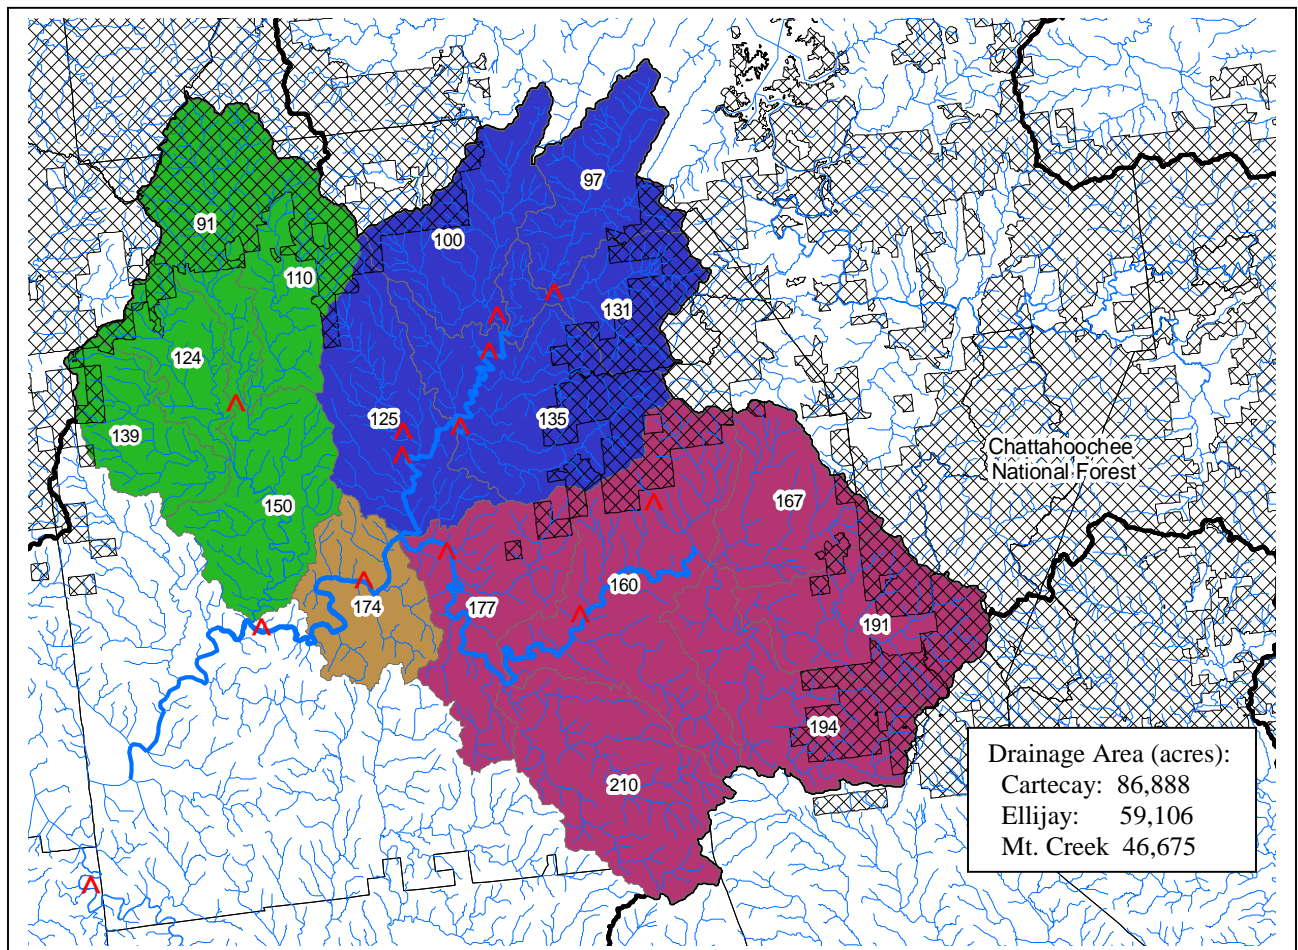 97
91
100
110
131
124
125
135
139
Chattahoochee
National Forest
150
167
160
174
177
191
194
210
Drainage Area (acres):
Cartecay: 86,888
Ellijay: 59,106
Mt. Creek 46,675